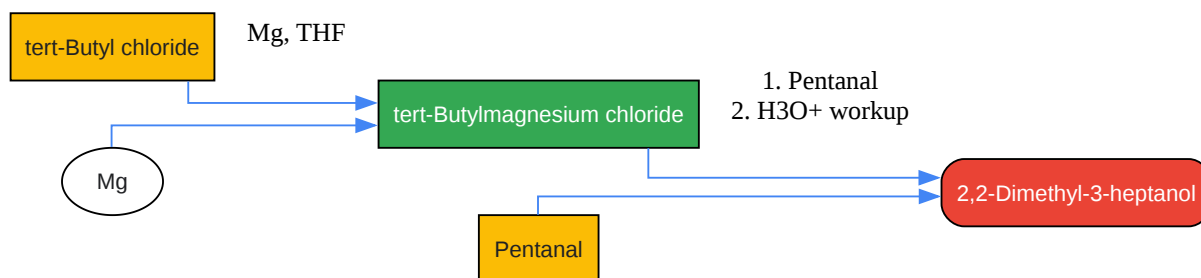 tert-Butyl chloride
Mg, THF
Mg
tert-Butylmagnesium chloride
1. Pentanal
2. H3O+ workup
Pentanal
2,2-Dimethyl-3-heptanol